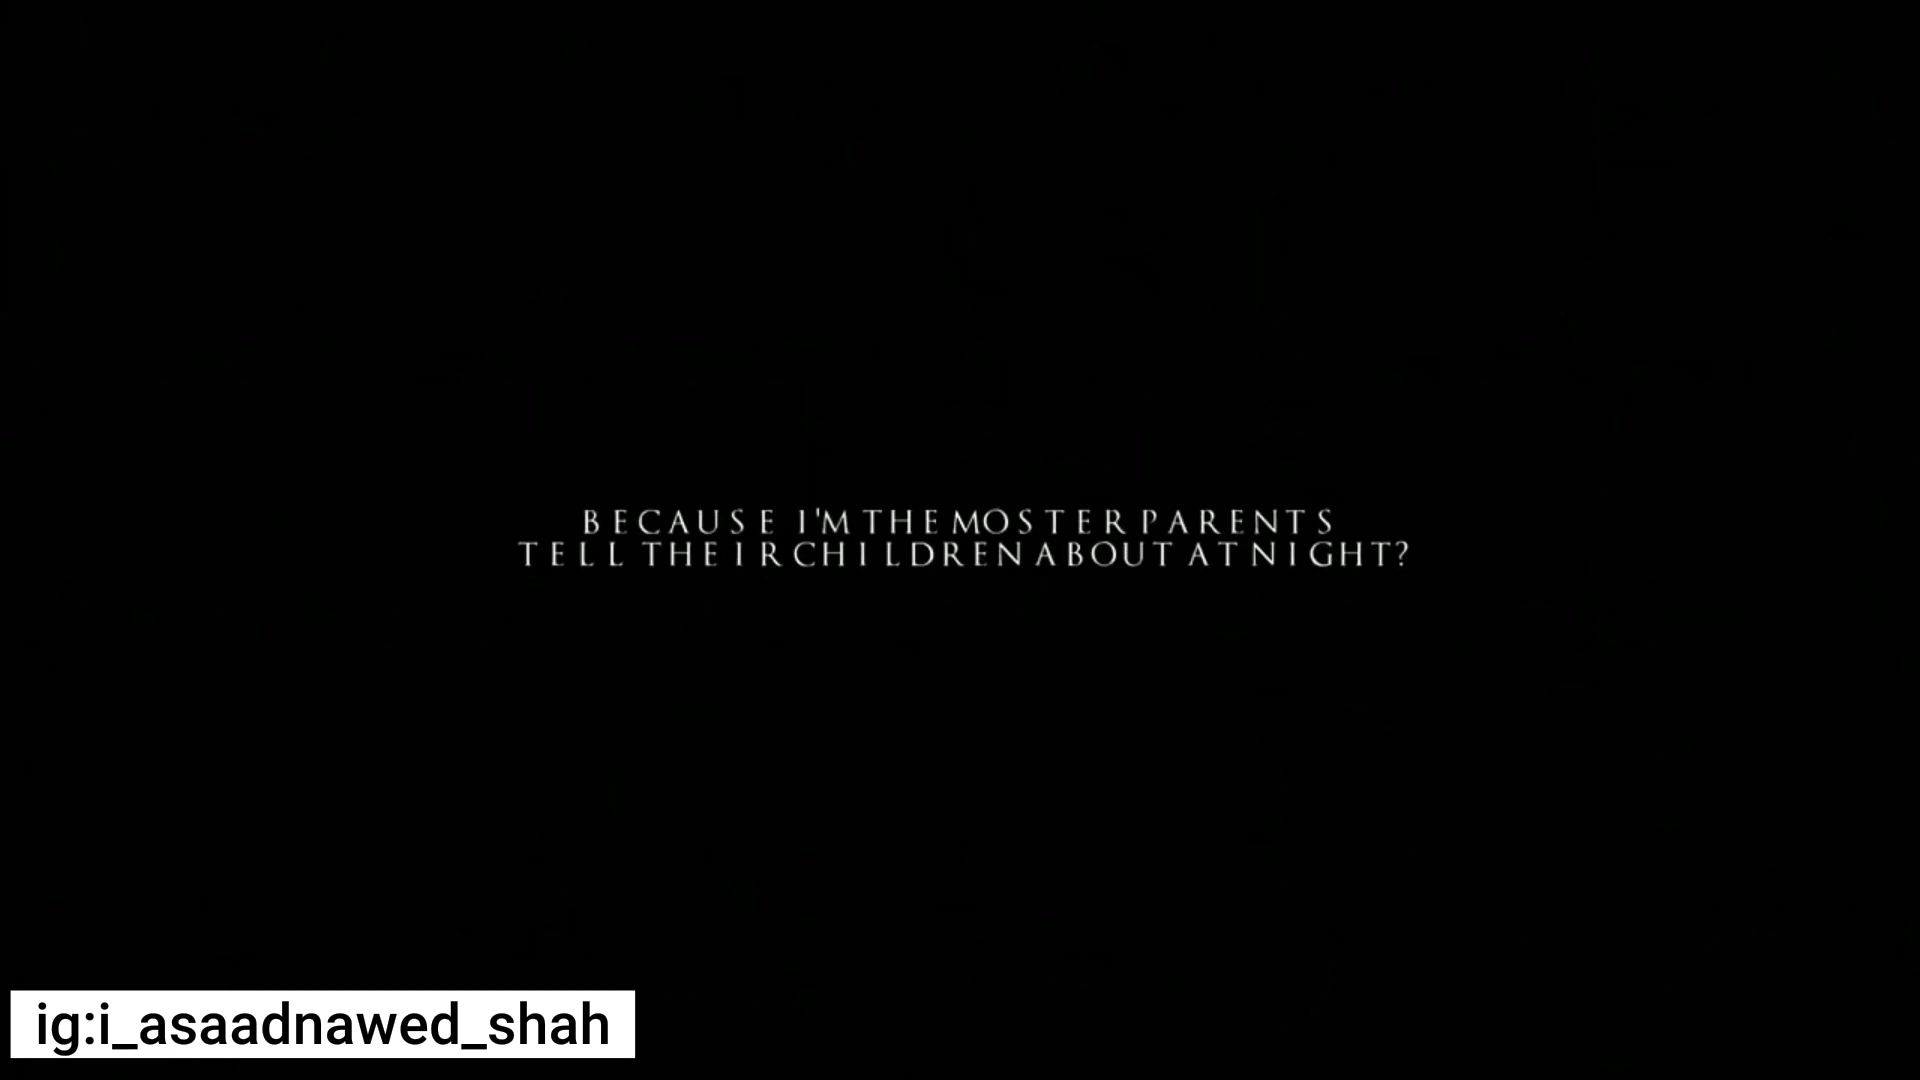 BECAUSE I'M THE MOSTER PARENTS
TELL THEIR CHILDREN ABOUT AT NIGHT?
ig:i_asaadnawed_shah